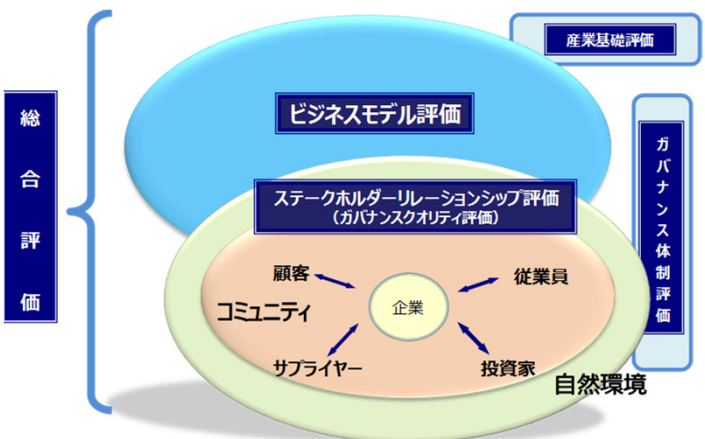 産業基礎評価
総合評価
ビジネスモデル評価
ガバナンス体制評価
ステークホルダーリレーションシップ評価
(ガバナンスクオリティ評価)
顧客
従業員
コミュニティ
企業
サプライヤー
投資家
自然環境